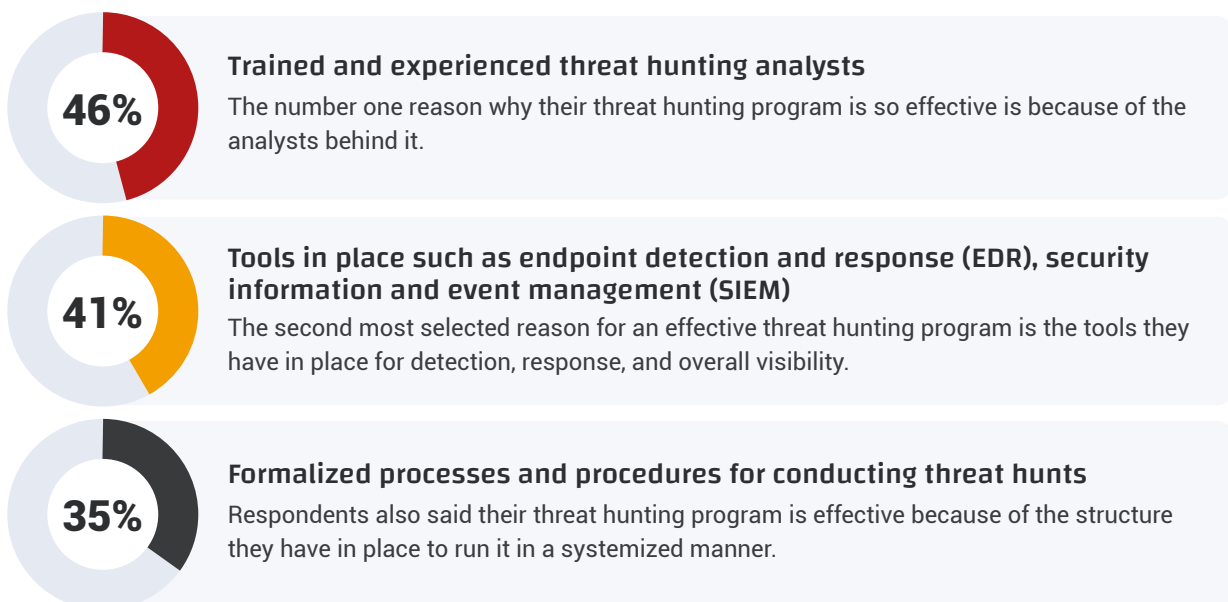 46%
Trained and experienced threat hunting analysts
The number one reason why their threat hunting program is so effective is because of the
analysts behind it.
41%
Tools in place such as endpoint detection and response (EDR), security
information and event management (SIEM)
The second most selected reason for an effective threat hunting program is the tools they
have in place for detection, response, and overall visibility.
35%
Formalized processes and procedures for conducting threat hunts
Respondents also said their threat hunting program is effective because of the structure
they have in place to run it in a systemized manner.